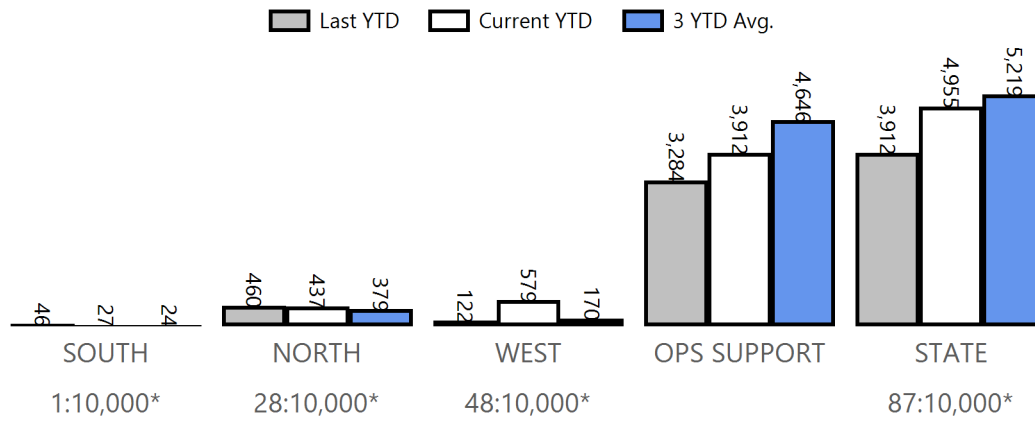 Last YTD Current YTD 3 YTD Avg.
46 27 24 460 437 379 122 579 170 3,284 3,912 4,646 3,912 4,955 5,219
SOUTH NORTH WEST OPS SUPPORT STATE
1:10,000* 28:10,000* 48:10,000* 87:10,000*